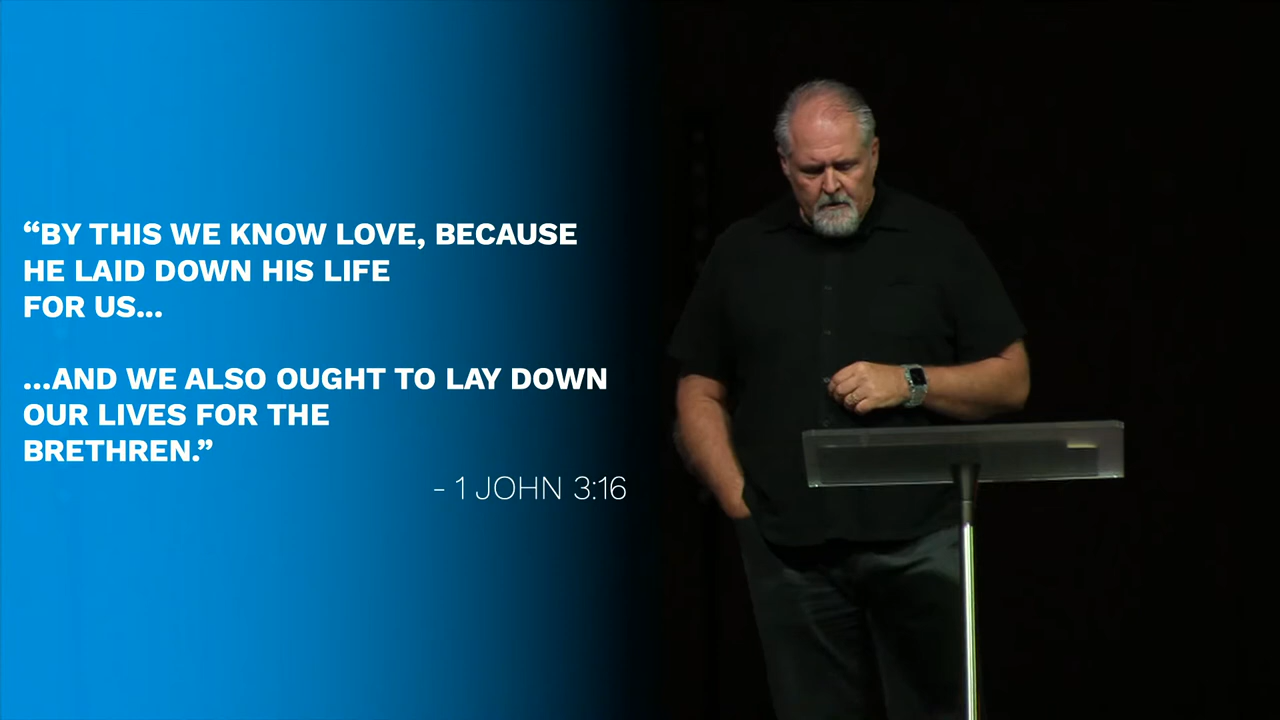 “BY THIS WE KNOW LOVE, BECAUSE
HE LAID DOWN HIS LIFE
FOR US...
...AND WE ALSO OUGHT TO LAY DOWN
OUR LIVES FOR THE
BRETHREN.”
- 1 JOHN 3:16